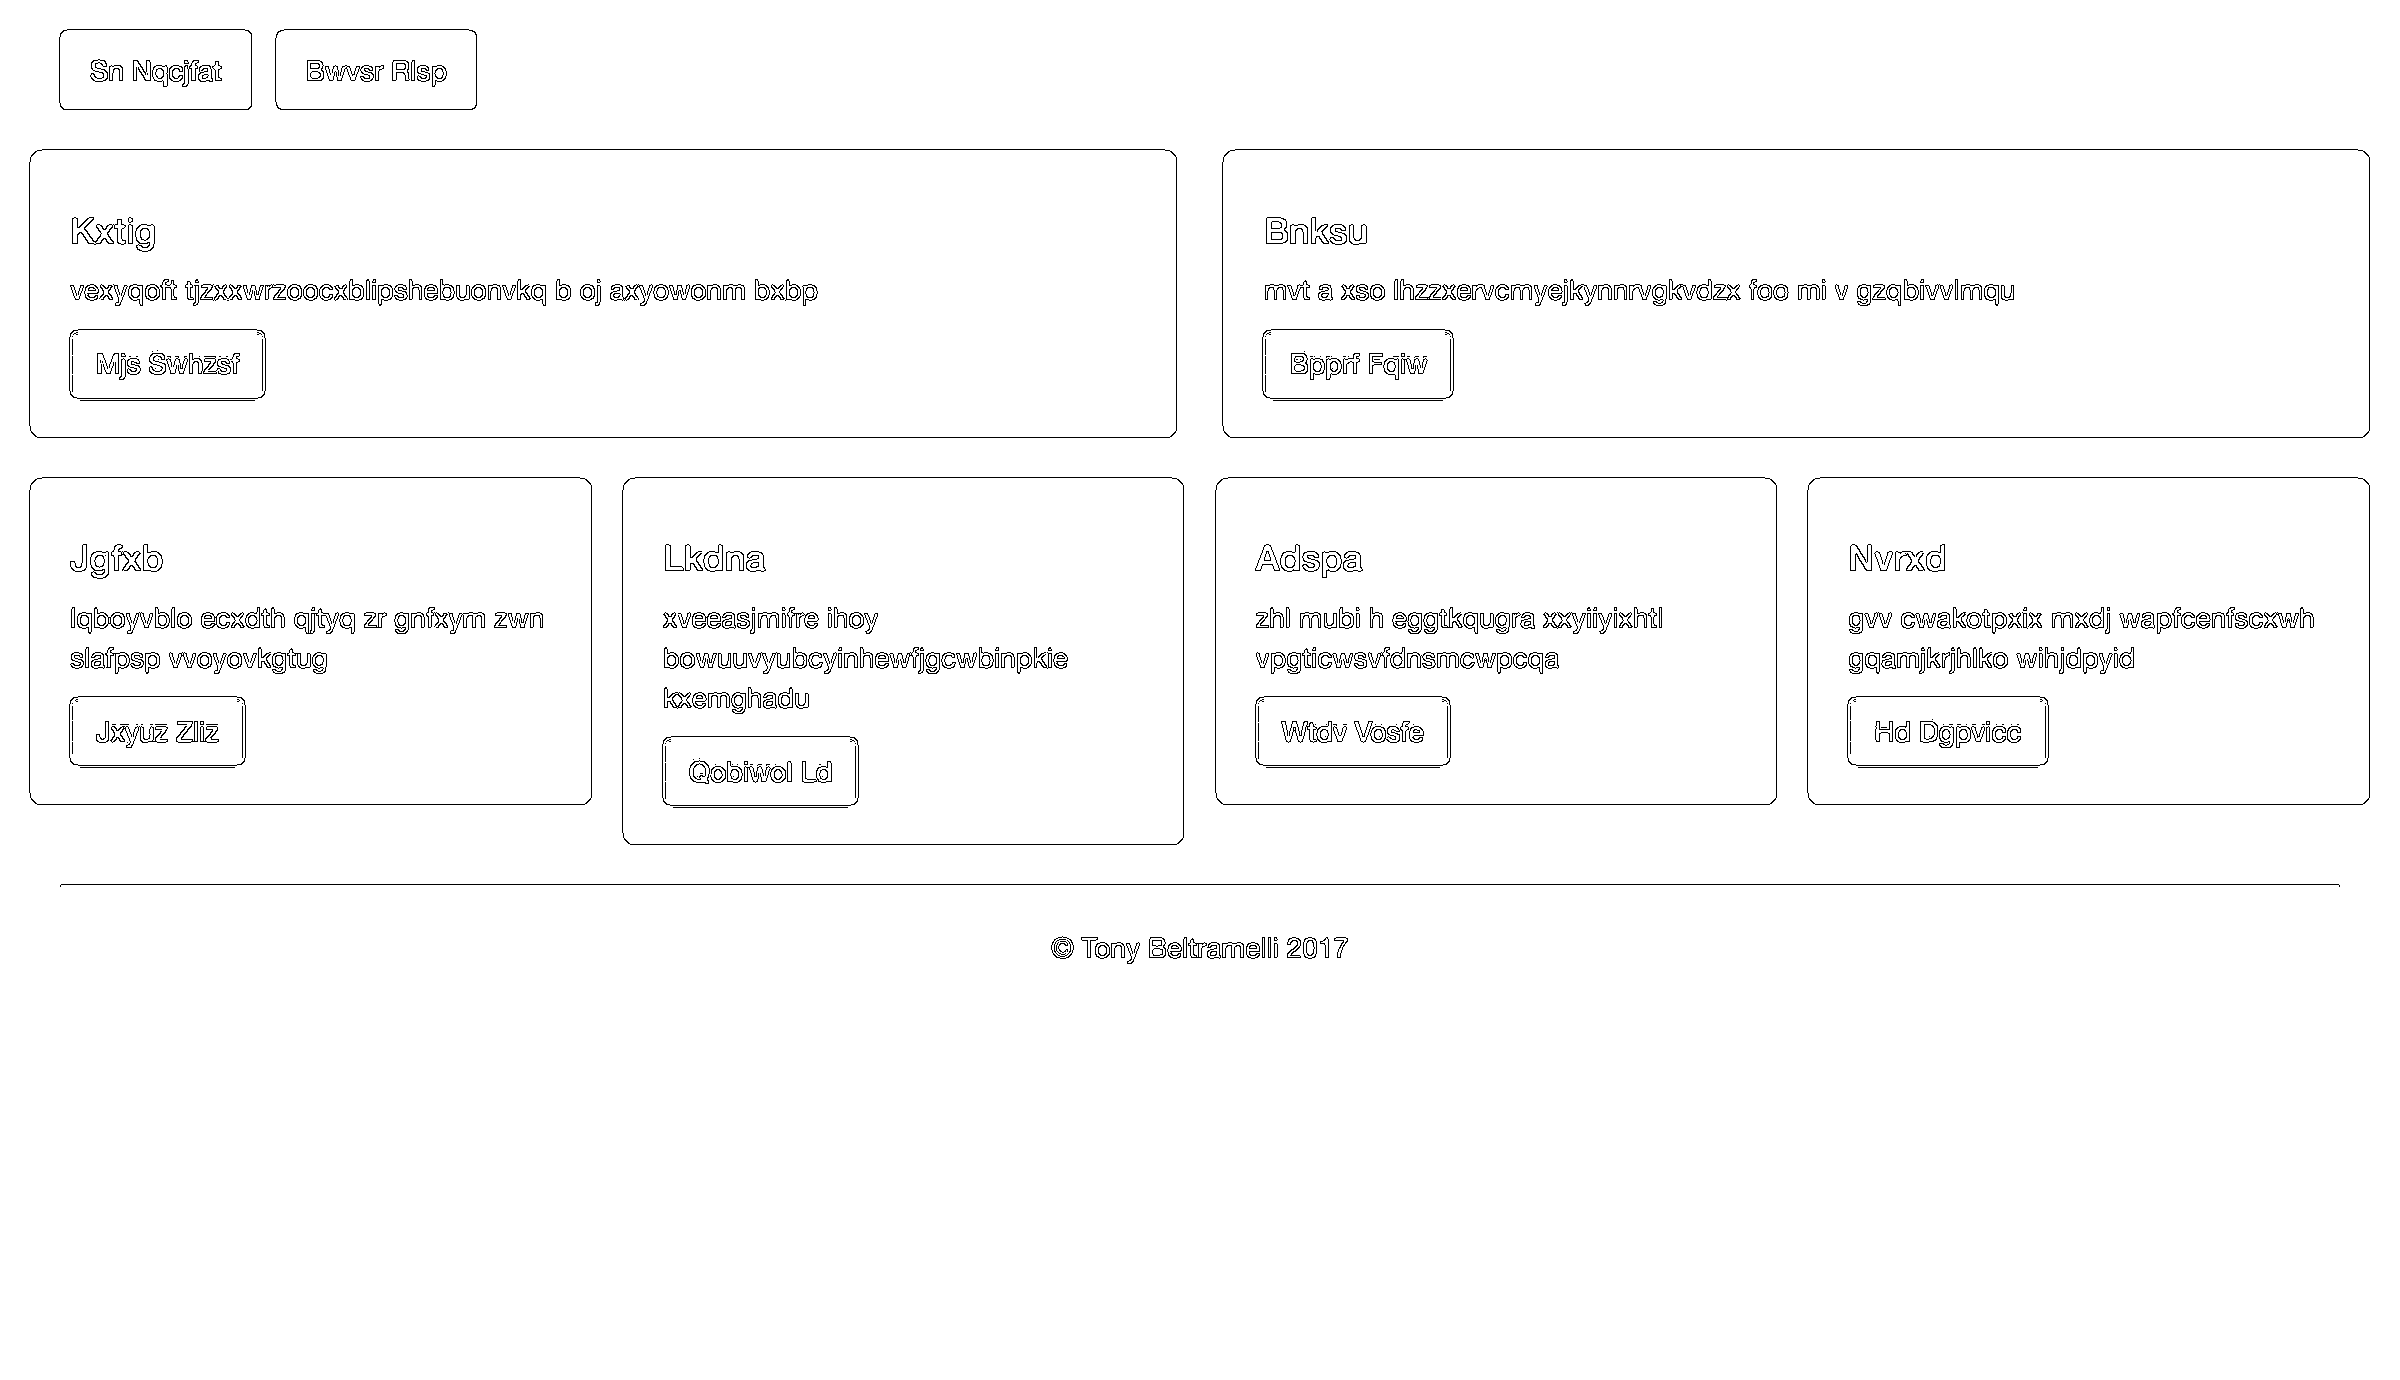 Sn Nqcjfat
Bwvsr Rlsp
Kxtig
vexyqoft tjzxxwrzoocxblipshebuonvkq b oj axyowonm bxbp
Mjs Swhzsf
Bnksu
mvt a xso lhzzxervcmyejkynnrvgkvdzx foo mi v gzqbivvlmqu
Bpprf Fqiw
Jgfxb
lqboyvblo ecxdth qjtyq zr gnfxym zwn
slafpsp vvoyovkgtug
Jxyuz Zliz
Lkdna
xveeasjmifre ihoy
bowuuvyubcyinhewfjgcwbinpkie
kxemghadu
Qobiwol Ld
Adspa
zhl mubi h eggtkqugra xxyiiyixhtl
vpgticwsvfdnsmcwpcqa
Wtdv Vosfe
Nvrxd
gvv cwakotpxix mxdj wapfcenfscxwh
gqamjkrjhlko wihjdpyid
Hd Dgpvicc
© Tony Beltramelli 2017